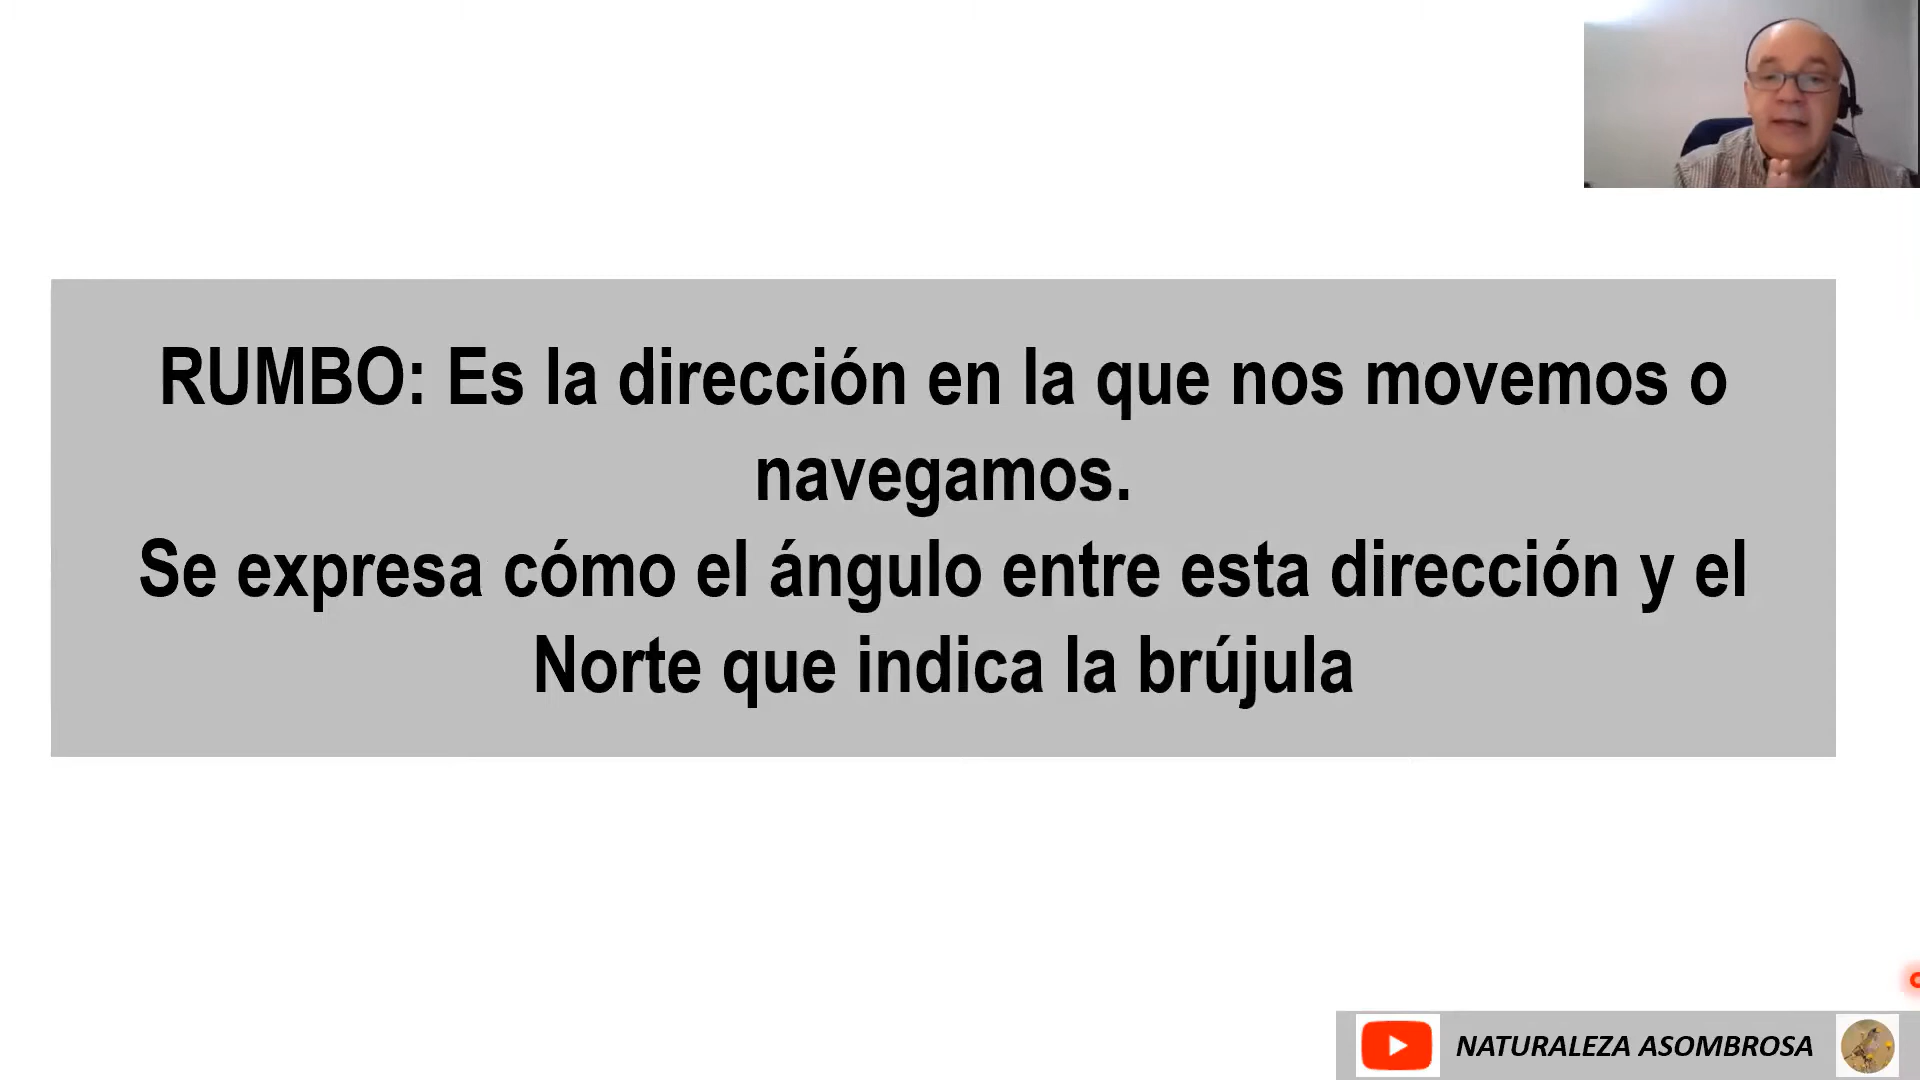 RUMBO: Es la dirección en la que nos movemos o
navegamos.
Se expresa cómo el ángulo entre esta dirección y el
Norte que indica la brújula
NATURALEZA ASOMBROSA